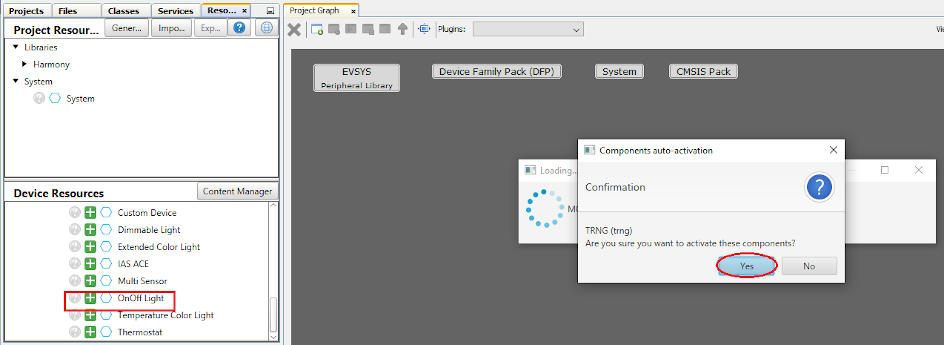 Projects Files Classes Services Reso... ×
Project Resour... Gener... Impo... Exp...
Libraries
Harmony
System
System
Device Resources Content Manager
Custom Device
Dimmable Light
Extended Color Light
IAS ACE
Multi Sensor
OnOff Light
Temperature Color Light
Thermostat
Project Graph ×
Plugins:
EVSYS
Peripheral Library
Device Family Pack (DFP)
System
CMSIS Pack
Loading...
Components auto-activation
Confirmation
TRNG (trng)
Are you sure you want to activate these components?
Yes No